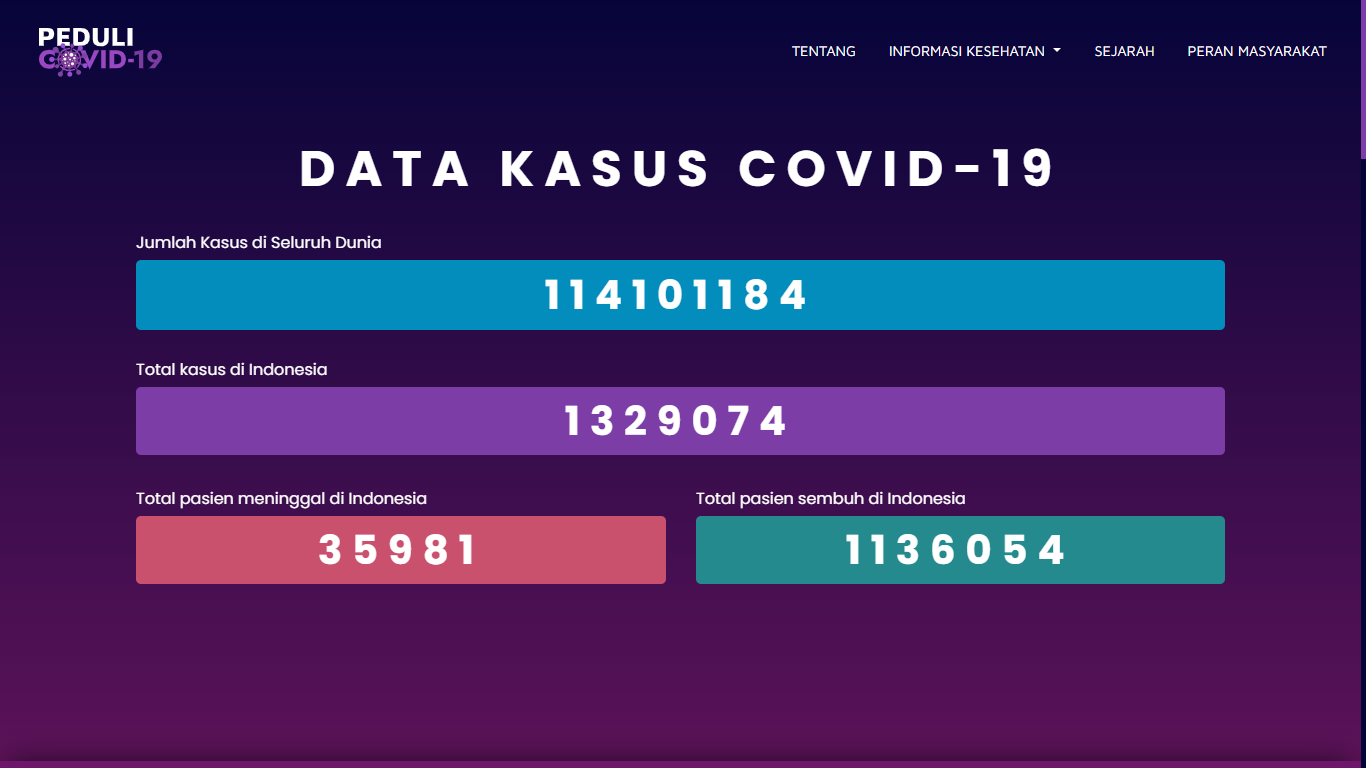 PEDULI
COVID-19
TENTANG INFORMASI KESEHATAN SEJARAH PERAN MASYARAKAT
DATA KASUS COVID-19
Jumlah Kasus di Seluruh Dunia
114101184
Total kasus di Indonesia
1329074
Total pasien meninggal di Indonesia
35981
Total pasien sembuh di Indonesia
1136054